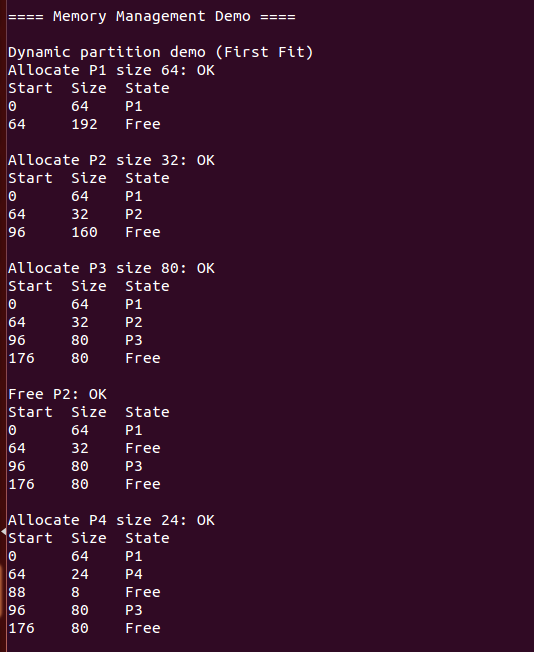 ==== Memory Management Demo ====
Dynamic partition demo (First Fit)
Allocate P1 size 64: OK
Start  Size  State
0      64    P1
64     192   Free
Allocate P2 size 32: OK
Start  Size  State
0      64    P1
64     32    P2
96     160   Free
Allocate P3 size 80: OK
Start  Size  State
0      64    P1
64     32    P2
96     80    P3
176    80    Free
Free P2: OK
Start  Size  State
0      64    P1
64     32    Free
96     80    P3
176    80    Free
Allocate P4 size 24: OK
Start  Size  State
0      64    P1
64     24    P4
88     8     Free
96     80    P3
176    80    Free